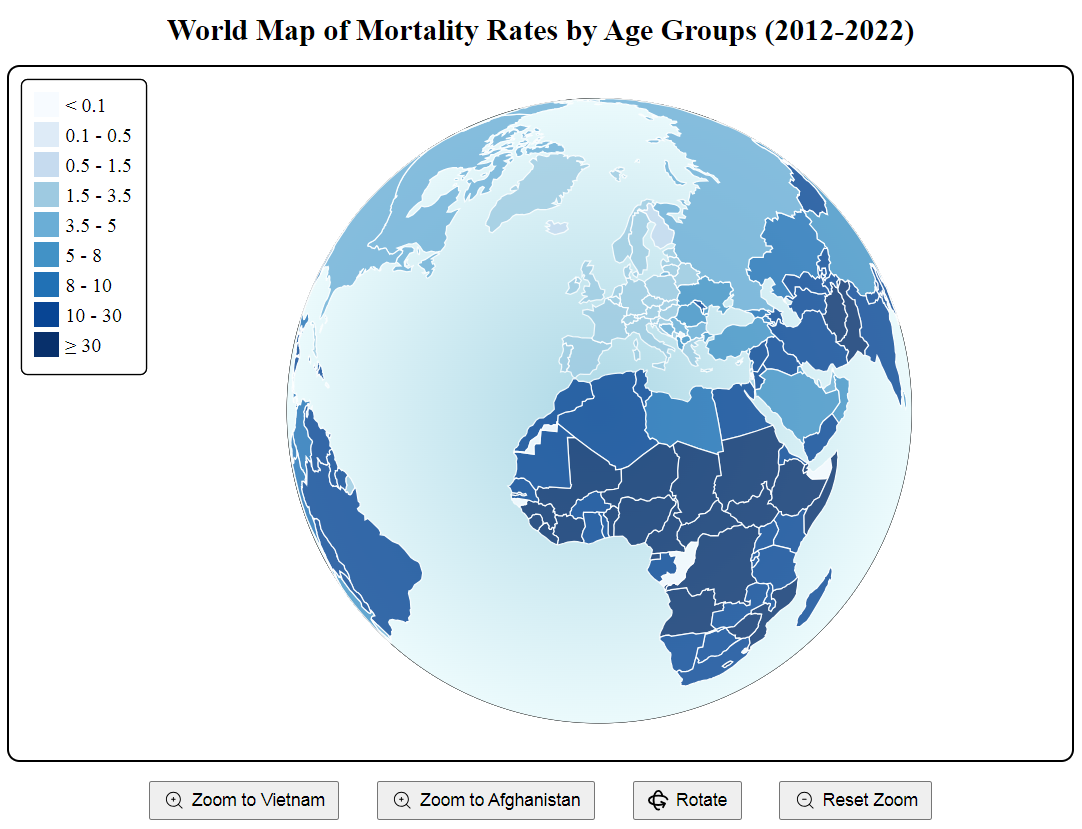 World Map of Mortality Rates by Age Groups (2012-2022)
< 0.1
0.1 - 0.5
0.5 - 1.5
1.5 - 3.5
3.5 - 5
5 - 8
8 - 10
10 - 30
≥ 30
Zoom to Vietnam
Zoom to Afghanistan
Rotate
Reset Zoom